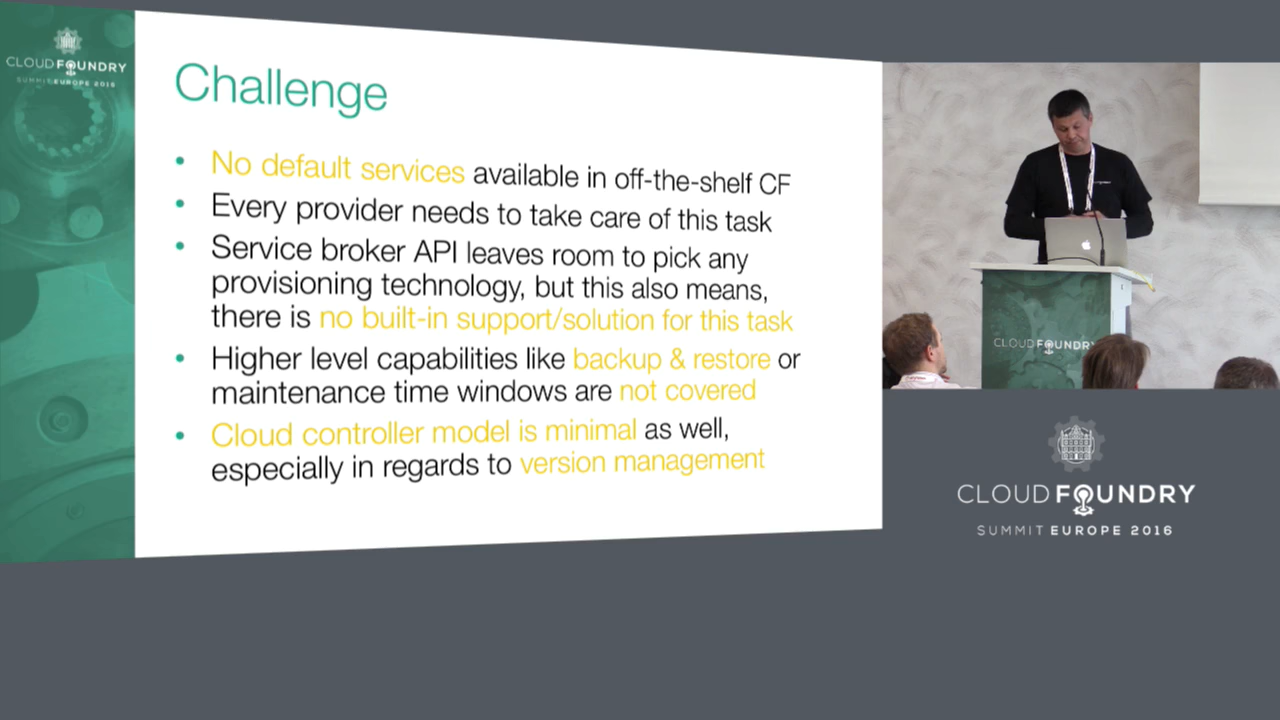 CLOUD FOUNDRY
SUMMIT EUROPE 2016
Challenge
No default services available in off-the-shelf CF
Every provider needs to take care of this task
Service broker API leaves room to pick any
provisioning technology, but this also means,
there is no built-in support/solution for this task
Higher level capabilities like backup & restore or
maintenance time windows are not covered
Cloud controller model is minimal as well,
especially in regards to version management
CLOUD FOUNDRY
CLOUD FOUNDRY
SUMMIT EUROPE 2016